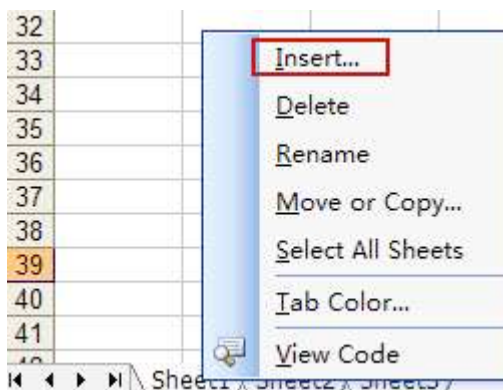 32
33
34
35
36
37
38
39
40
41
Insert...
Delete
Rename
Move or Copy...
Select All Sheets
Tab Color...
View Code
Sheet1 Sheet2 Sheet3